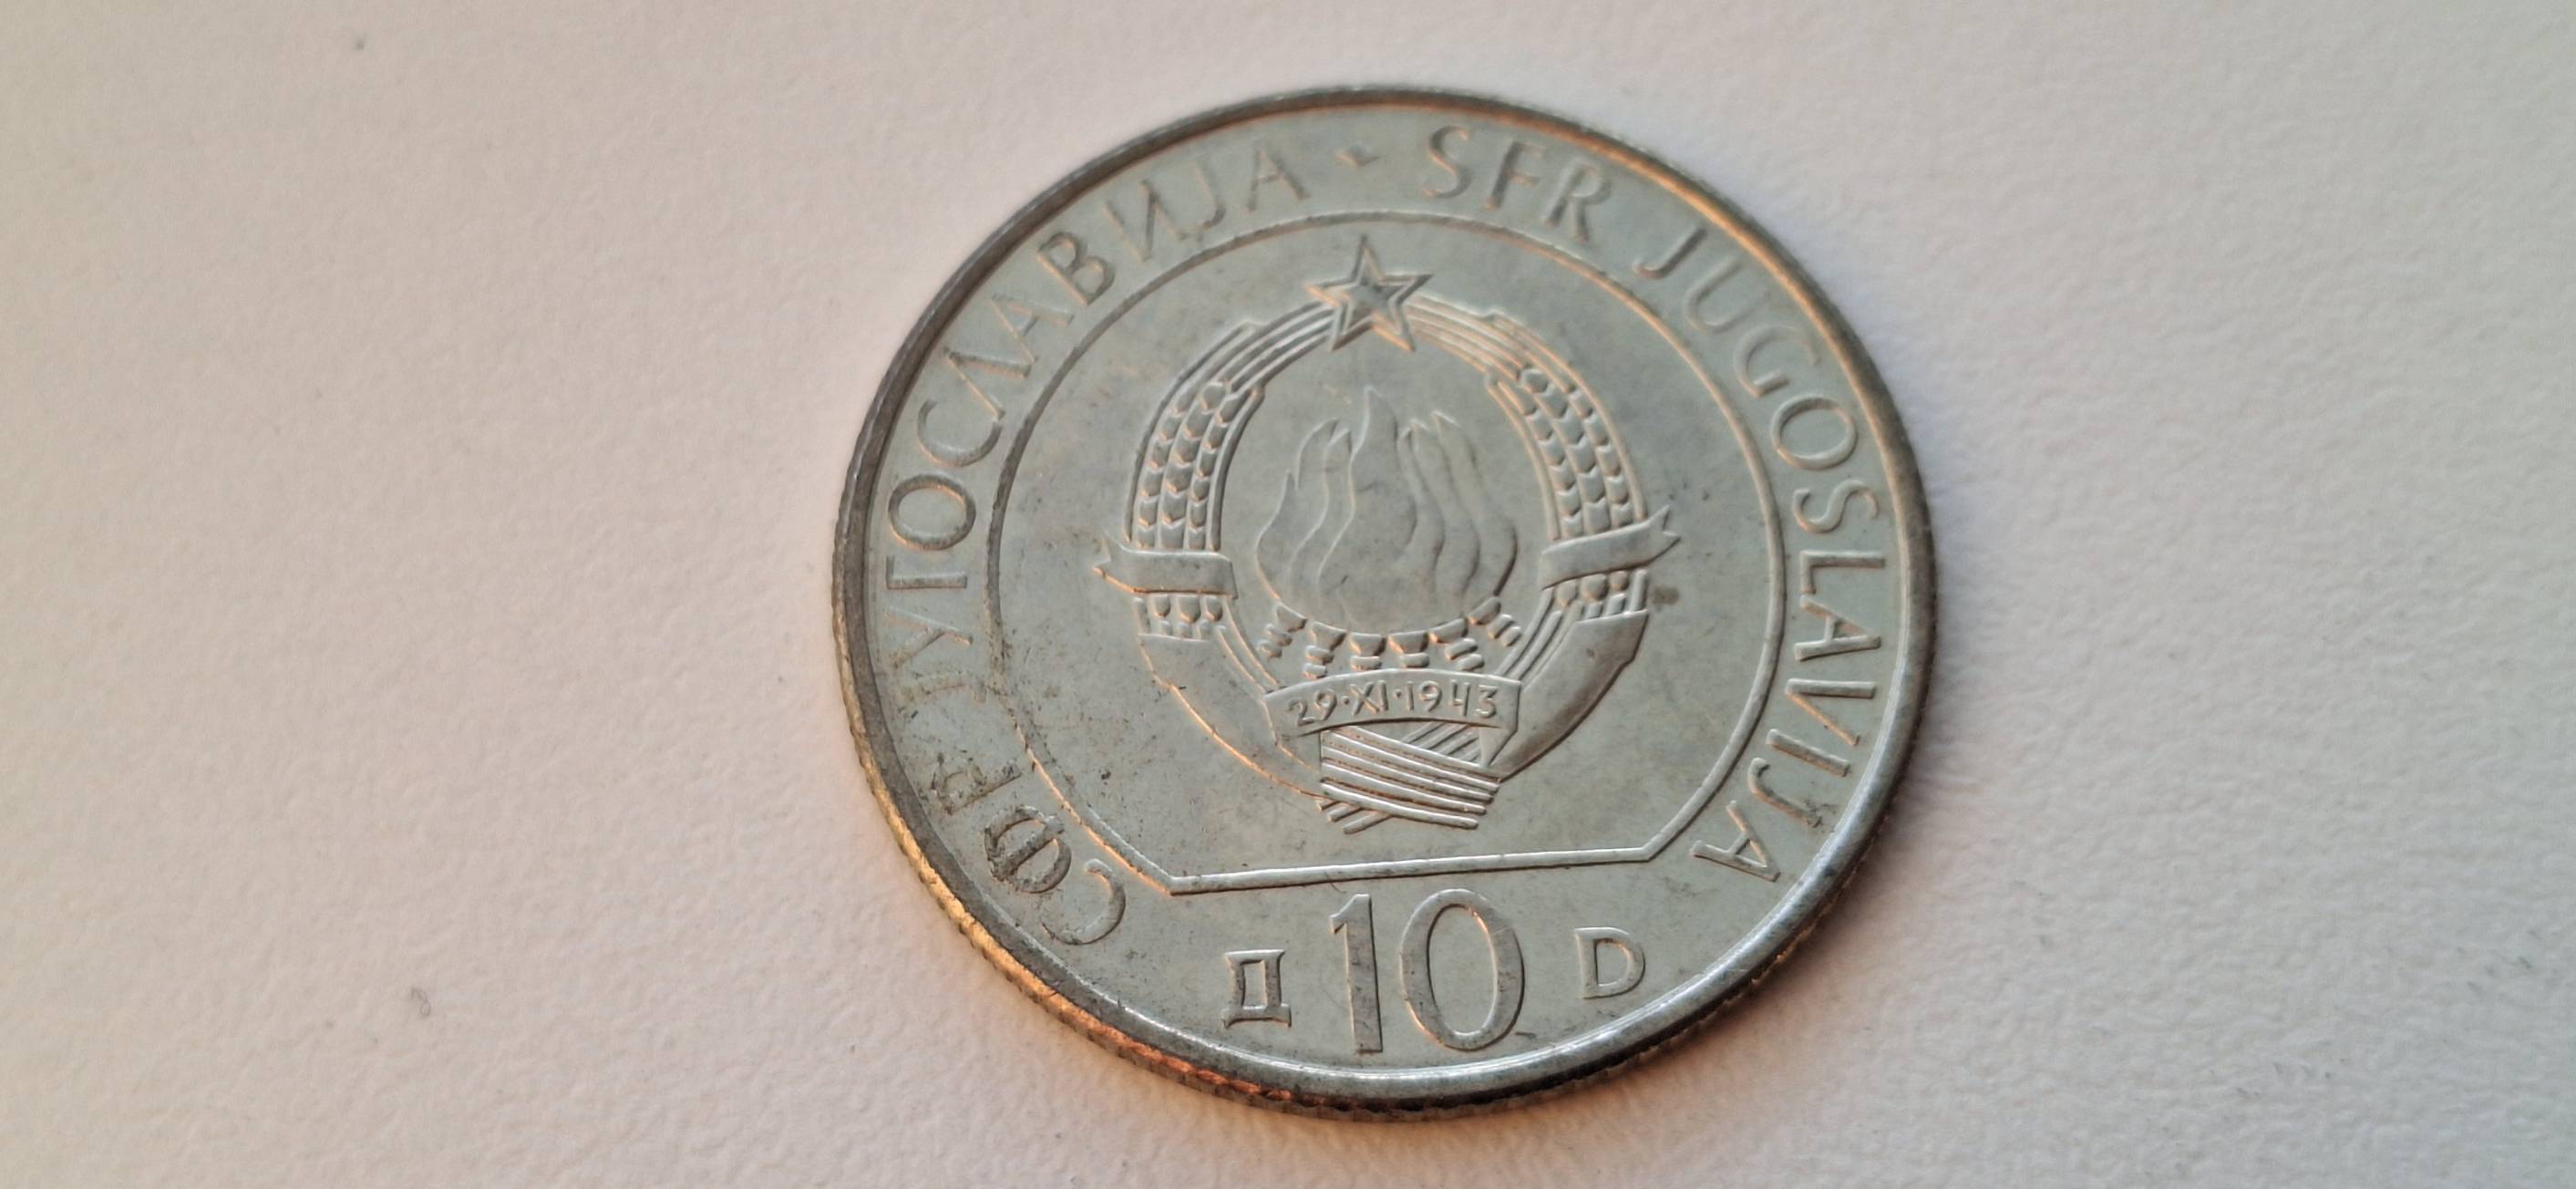 СФР ЈУГОСЛАВИЈА • SFR JUGOSLAVIJA
29•XI•1943
Д 10 D